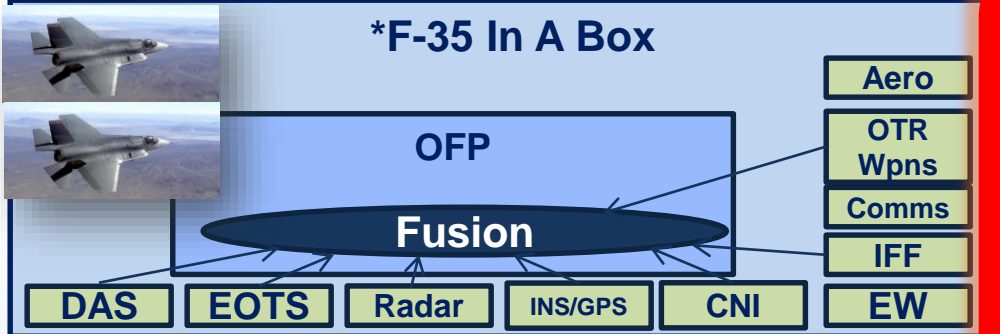 *F-35 In A Box
Aero
OFP
OTR
Wpns
Comms
Fusion
IFF
DAS
EOTS
Radar
INS/GPS
CNI
EW